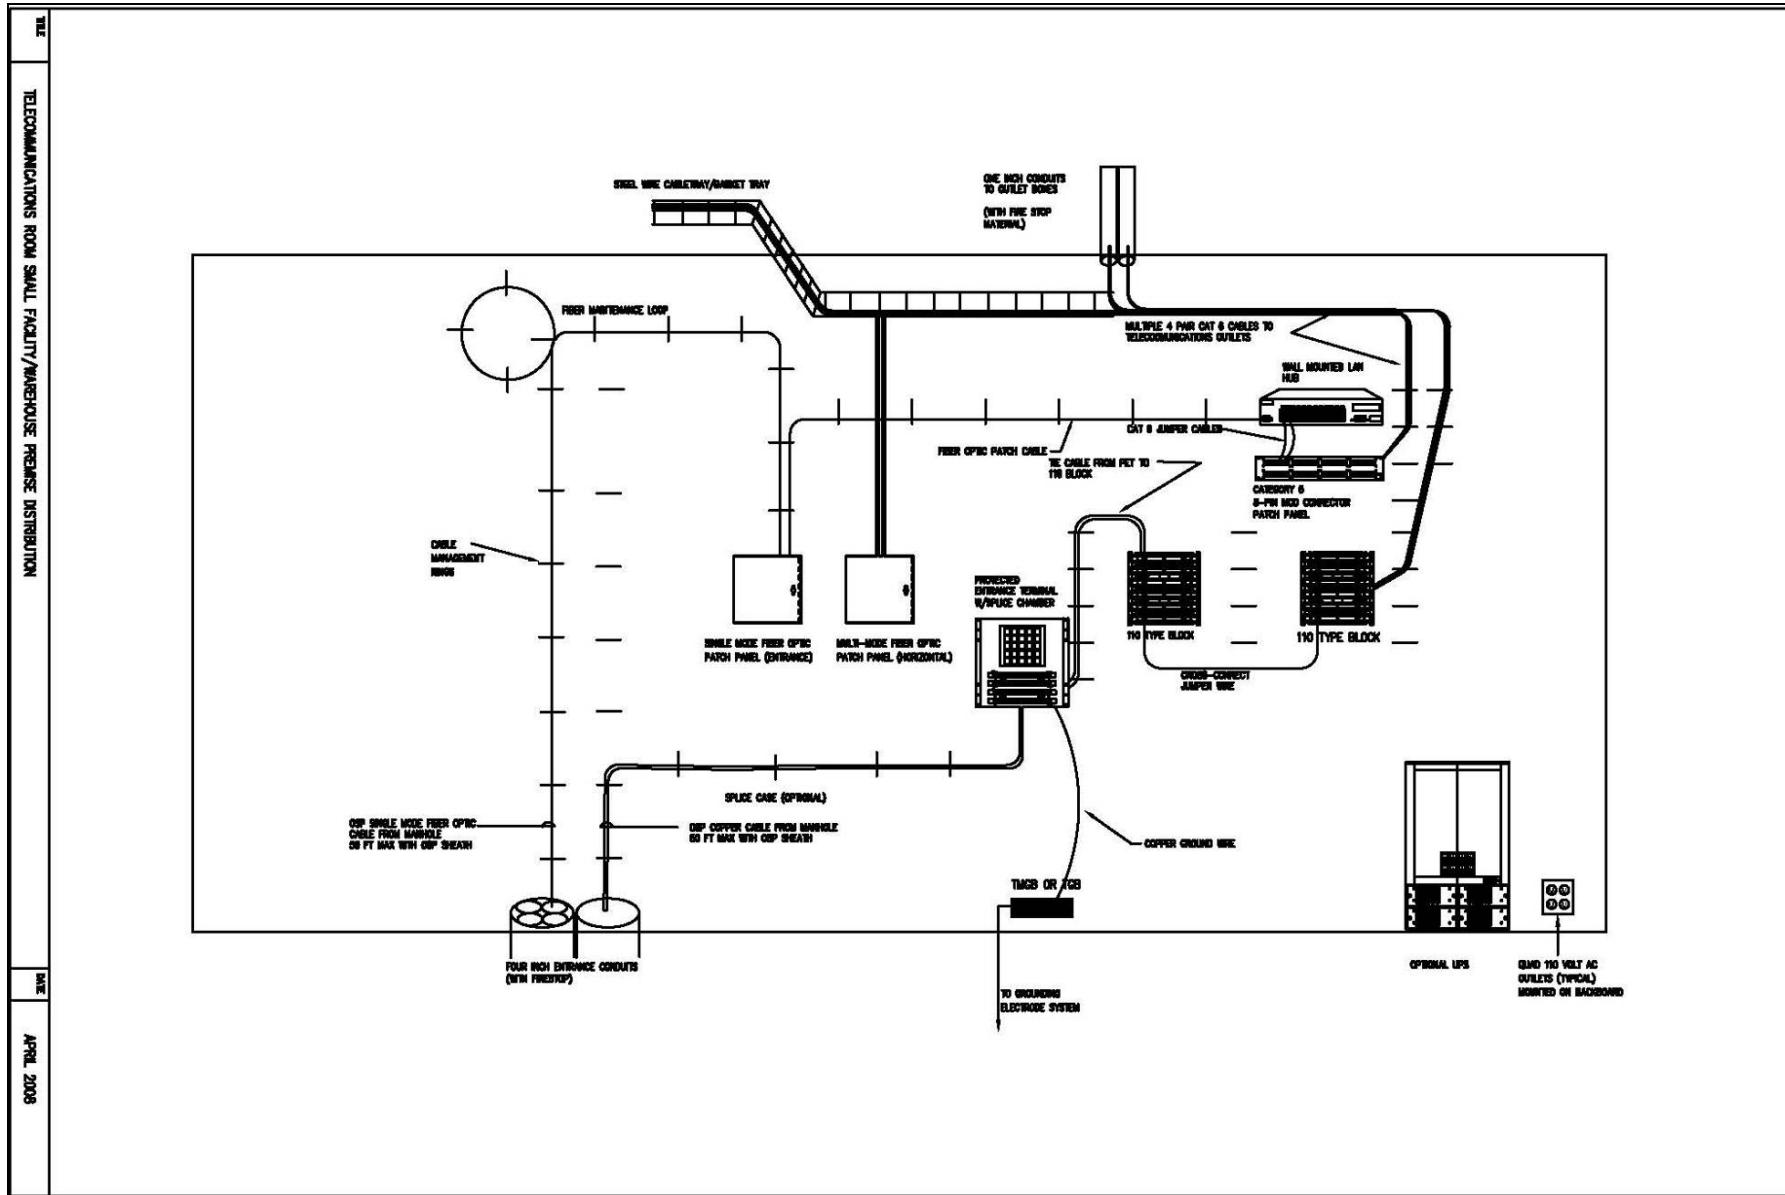 TITLE
TELECOMMUNICATIONS ROOM SMALL FACILITY/WAREHOUSE PREMISE DISTRIBUTION
DATE
APRIL 2008
STEEL WIRE CABLETRAY/BASKET TRAY
ONE INCH CONDUITS
TO OUTLET BOXES
(WITH FIRE STOP
MATERIAL)
FIBER MAINTENANCE LOOP
MULTIPLE 4 PAIR CAT 6 CABLES TO
TELECOMMUNICATIONS OUTLETS
WALL MOUNTED LAN
HUB
CAT 6 JUMPER CABLES
FIBER OPTIC PATCH CABLE
TIE CABLE FROM PET TO
110 BLOCK
CATEGORY 6
8-PIN MOD CONNECTOR
PATCH PANEL
CABLE
MANAGEMENT
RINGS
PROTECTED
ENTRANCE TERMINAL
W/SPLICE CHAMBER
SINGLE MODE FIBER OPTIC
PATCH PANEL (ENTRANCE)
MULTI-MODE FIBER OPTIC
PATCH PANEL (HORIZONTAL)
110 TYPE BLOCK
110 TYPE BLOCK
CROSS-CONNECT
JUMPER WIRE
SPLICE CASE (OPTIONAL)
OSP SINGLE MODE FIBER OPTIC
CABLE FROM MANHOLE
50 FT MAX WITH OSP SHEATH
OSP COPPER CABLE FROM MANHOLE
50 FT MAX WITH OSP SHEATH
COPPER GROUND WIRE
TMGB OR TGB
FOUR INCH ENTRANCE CONDUITS
(WITH FIRESTOP)
TO GROUNDING
ELECTRODE SYSTEM
OPTIONAL UPS
QUAD 110 VOLT AC
OUTLETS (TYPICAL)
MOUNTED ON BACKBOARD